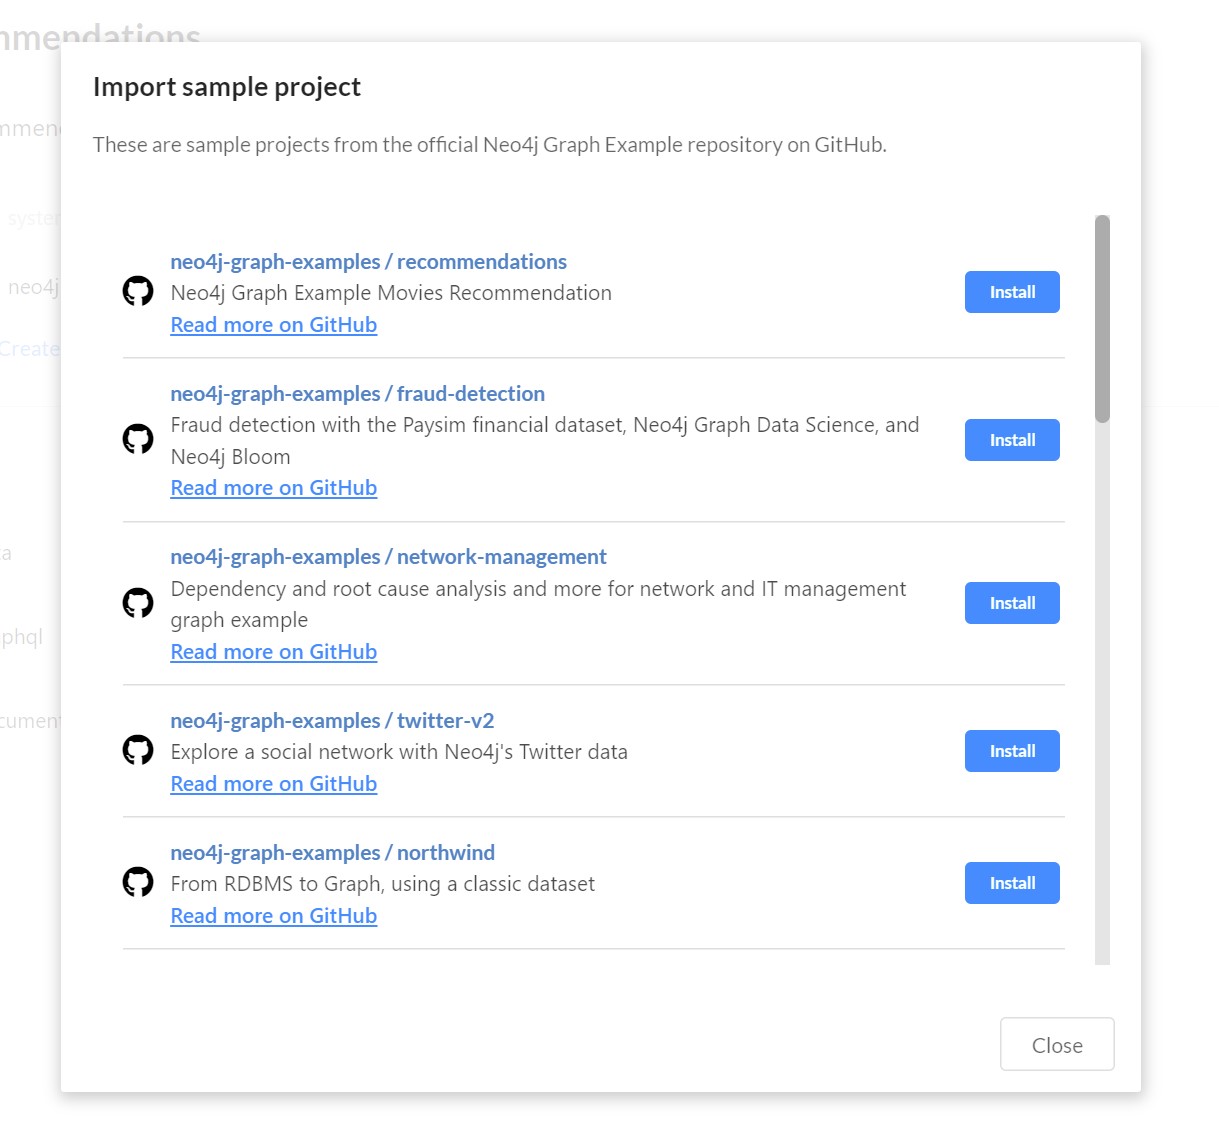 Import sample project
These are sample projects from the official Neo4j Graph Example repository on GitHub.
neo4j-graph-examples / recommendations
Neo4j Graph Example Movies Recommendation
Read more on GitHub
Install
neo4j-graph-examples / fraud-detection
Fraud detection with the Paysim financial dataset, Neo4j Graph Data Science, and
Neo4j Bloom
Read more on GitHub
Install
neo4j-graph-examples / network-management
Dependency and root cause analysis and more for network and IT management
graph example
Read more on GitHub
Install
neo4j-graph-examples / twitter-v2
Explore a social network with Neo4j's Twitter data
Read more on GitHub
Install
neo4j-graph-examples / northwind
From RDBMS to Graph, using a classic dataset
Read more on GitHub
Install
Close
neo4j
Create